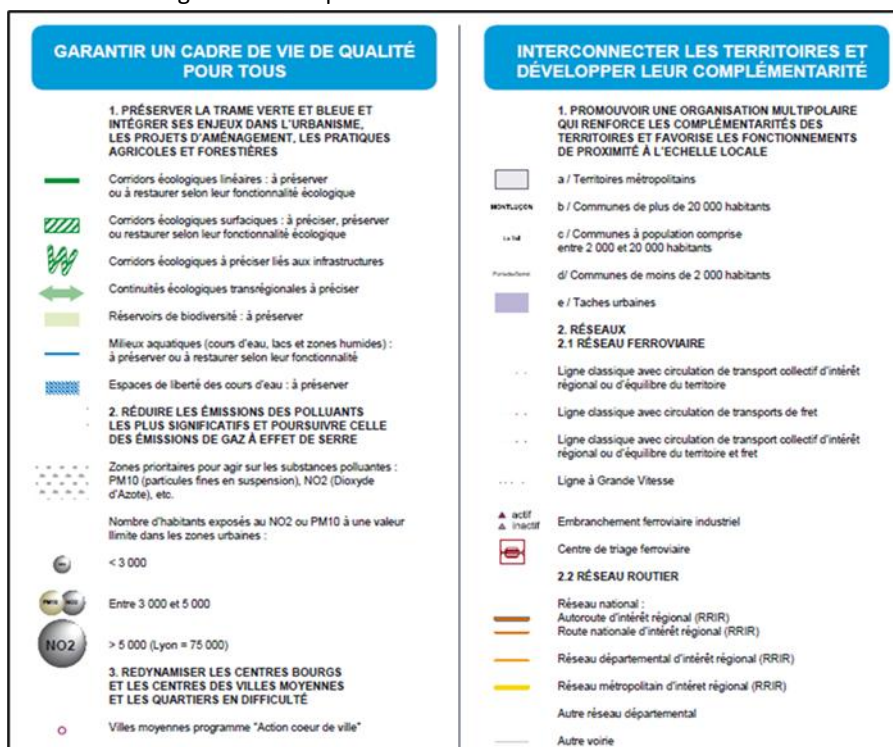 GARANTIR UN CADRE DE VIE DE QUALITÉ
POUR TOUS
1. PRÉSERVER LA TRAME VERTE ET BLEUE ET
INTÉGRER SES ENJEUX DANS L'URBANISME,
LES PROJETS D'AMÉNAGEMENT, LES PRATIQUES
AGRICOLES ET FORESTIÈRES
Corridors écologiques linéaires : à préserver
ou à restaurer selon leur fonctionnalité écologique
Corridors écologiques surfaciques : à préciser, préserver
ou restaurer selon leur fonctionnalité écologique
Corridors écologiques à préciser liés aux infrastructures
Continuités écologiques transrégionales à préciser
Réservoirs de biodiversité : à préserver
Milieux aquatiques (cours d'eau, lacs et zones humides) :
à préserver ou à restaurer selon leur fonctionnalité
Espaces de liberté des cours d'eau : à préserver
2. RÉDUIRE LES ÉMISSIONS DES POLLUANTS
LES PLUS SIGNIFICATIFS ET POURSUIVRE CELLE
DES ÉMISSIONS DE GAZ À EFFET DE SERRE
Zones prioritaires pour agir sur les substances polluantes :
PM10 (particules fines en suspension), NO2 (Dioxyde
d'Azote), etc.
Nombre d'habitants exposés au NO2 ou PM10 à une valeur
llimite dans les zones urbaines :
< 3 000
PM10 NO2
Entre 3 000 et 5 000
NO2
> 5 000 (Lyon = 75 000)
3. REDYNAMISER LES CENTRES BOURGS
ET LES CENTRES DES VILLES MOYENNES
ET LES QUARTIERS EN DIFFICULTÉ
Villes moyennes programme "Action coeur de ville"
INTERCONNECTER LES TERRITOIRES ET
DÉVELOPPER LEUR COMPLÉMENTARITÉ
1. PROMOUVOIR UNE ORGANISATION MULTIPOLAIRE
QUI RENFORCE LES COMPLÉMENTARITÉS DES
TERRITOIRES ET FAVORISE LES FONCTIONNEMENTS
DE PROXIMITÉ À L'ECHELLE LOCALE
a / Territoires métropolitains
MONTLUÇON
b / Communes de plus de 20 000 habitants
c / Communes à population comprise
entre 2 000 et 20 000 habitants
d/ Communes de moins de 2 000 habitants
e / Taches urbaines
2. RÉSEAUX
2.1 RÉSEAU FERROVIAIRE
Ligne classique avec circulation de transport collectif d'intérêt
régional ou d'équilibre du territoire
Ligne classique avec circulation de transports de fret
Ligne classique avec circulation de transport collectif d'intérêt
régional ou d'équilibre du territoire et fret
Ligne à Grande Vitesse
actif
inactif
Embranchement ferroviaire industriel
Centre de triage ferroviaire
2.2 RÉSEAU ROUTIER
Réseau national :
Autoroute d'intérêt régional (RRIR)
Route nationale d'intérêt régional (RRIR)
Réseau départemental d'intérêt régional (RRIR)
Réseau métropolitain d'intéret régional (RRIR)
Autre réseau départemental
Autre voirie